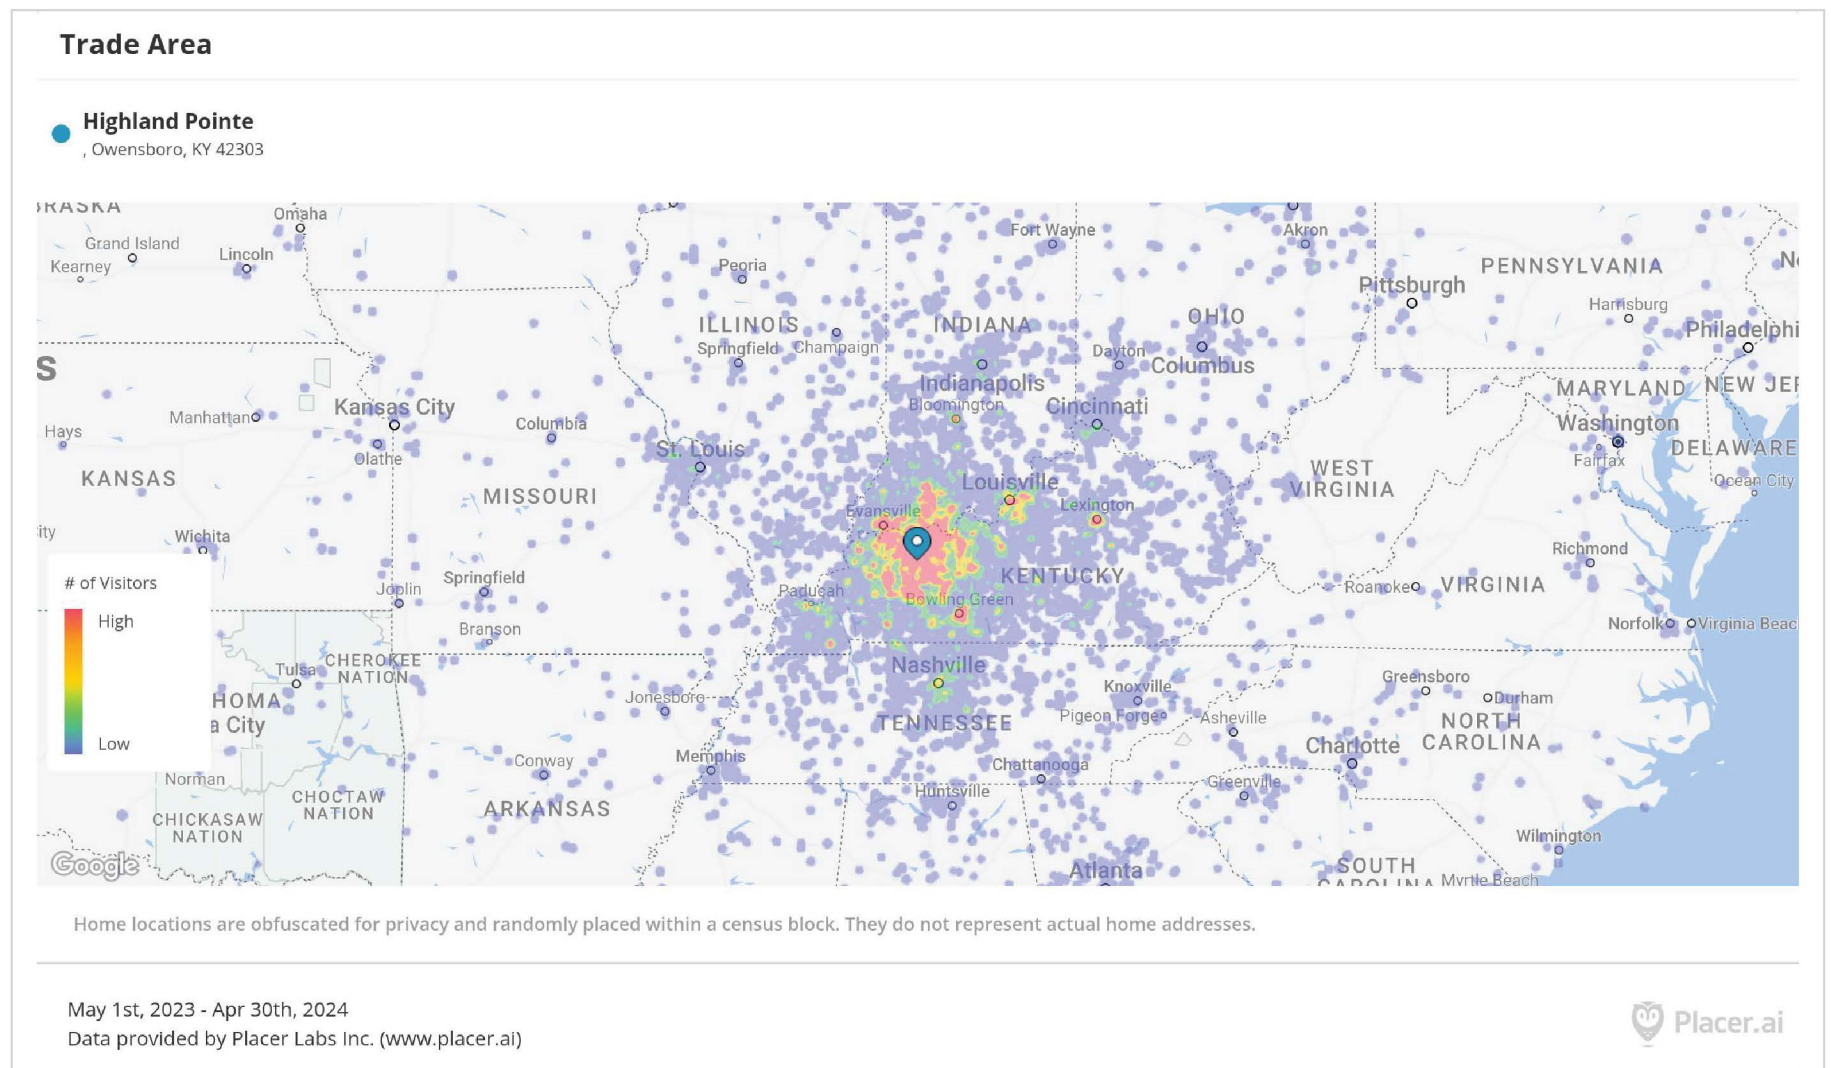 Trade Area
Highland Pointe
, Owensboro, KY 42303
BRASKA
Omaha
Grand Island
Lincoln
Kearney
Peoria
Fort Wayne
Akron
PENNSYLVANIA
Pittsburgh
Harrisburg
Philadelphi
ILLINOIS
INDIANA
OHIO
Springfield
Champaign
Dayton
Columbus
S
Indianapolis
MARYLAND
NEW JER
Manhattan
Kansas City
Columbia
Bloomington
Cincinnati
Washington
Hays
Olathe
St. Louis
Fairfax
DELAWARE
KANSAS
MISSOURI
Louisville
WEST
VIRGINIA
Ocean City
Evansville
Lexington
ity
Wichita
Richmond
# of Visitors
High
Low
Joplin
Springfield
Paducah
KENTUCKY
Roanoke
VIRGINIA
Bowling Green
Branson
Norfolk
Virginia Beac
Tulsa
CHEROKEE
NATION
Nashville
Greensboro
HOMA
a City
Jonesboro
Knoxville
Durham
Pigeon Forge
Asheville
TENNESSEE
NORTH
CAROLINA
Charlotte
Norman
Conway
Memphis
Chattanooga
Greenville
Huntsville
CHOCTAW
NATION
ARKANSAS
CHICKASAW
NATION
Wilmington
Google
Atlanta
SOUTH
CAROLINA
Myrtle Beach
Home locations are obfuscated for privacy and randomly placed within a census block. They do not represent actual home addresses.
May 1st, 2023 - Apr 30th, 2024
Data provided by Placer Labs Inc. (www.placer.ai)
Placer.ai